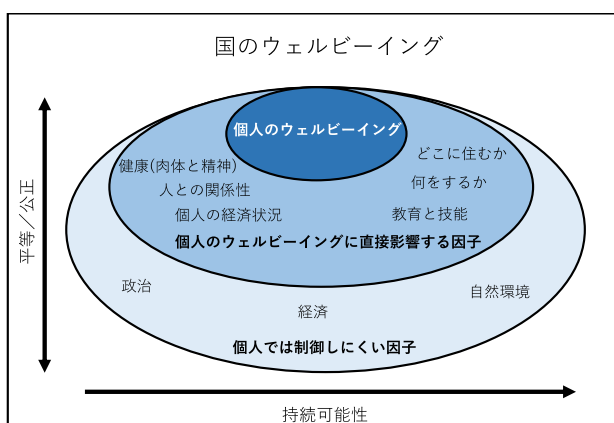 国のウェルビーイング
個人のウェルビーイング
健康(肉体と精神)
どこに住むか
人との関係性
何をするか
個人の経済状況
教育と技能
個人のウェルビーイングに直接影響する因子
政治
経済
自然環境
個人では制御しにくい因子
平等／公正
持続可能性